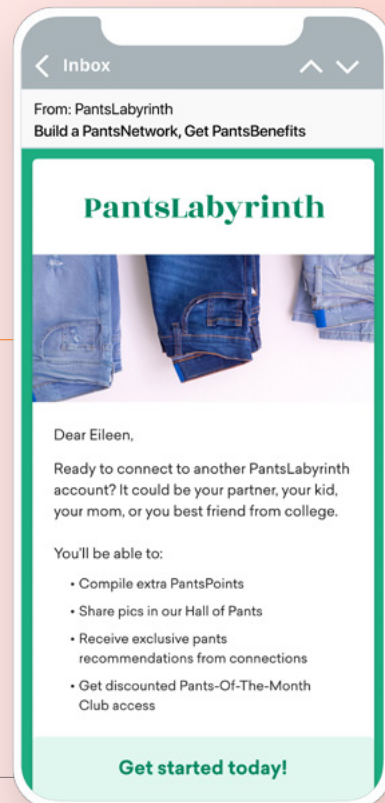 Inbox
From: PantsLabyrinth
Build a PantsNetwork, Get PantsBenefits
PantsLabyrinth
Dear Eileen,
Ready to connect to another PantsLabyrinth
account? It could be your partner, your kid,
your mom, or you best friend from college.
You'll be able to:
• Compile extra PantsPoints
• Share pics in our Hall of Pants
• Receive exclusive pants
recommendations from connections
• Get discounted Pants-Of-The-Month
Club access
Get started today!